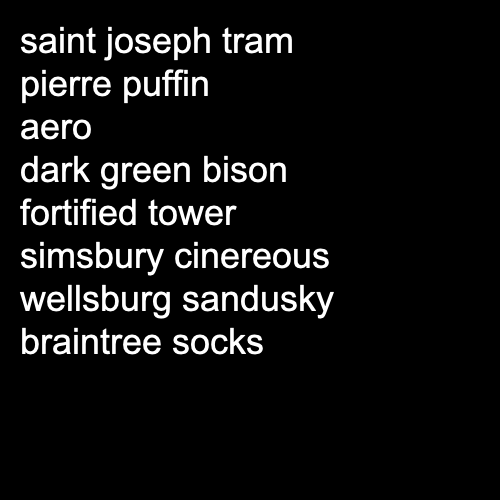 saint joseph tram
pierre puffin
aero
dark green bison
fortified tower
simsbury cinereous
wellsburg sandusky
braintree socks